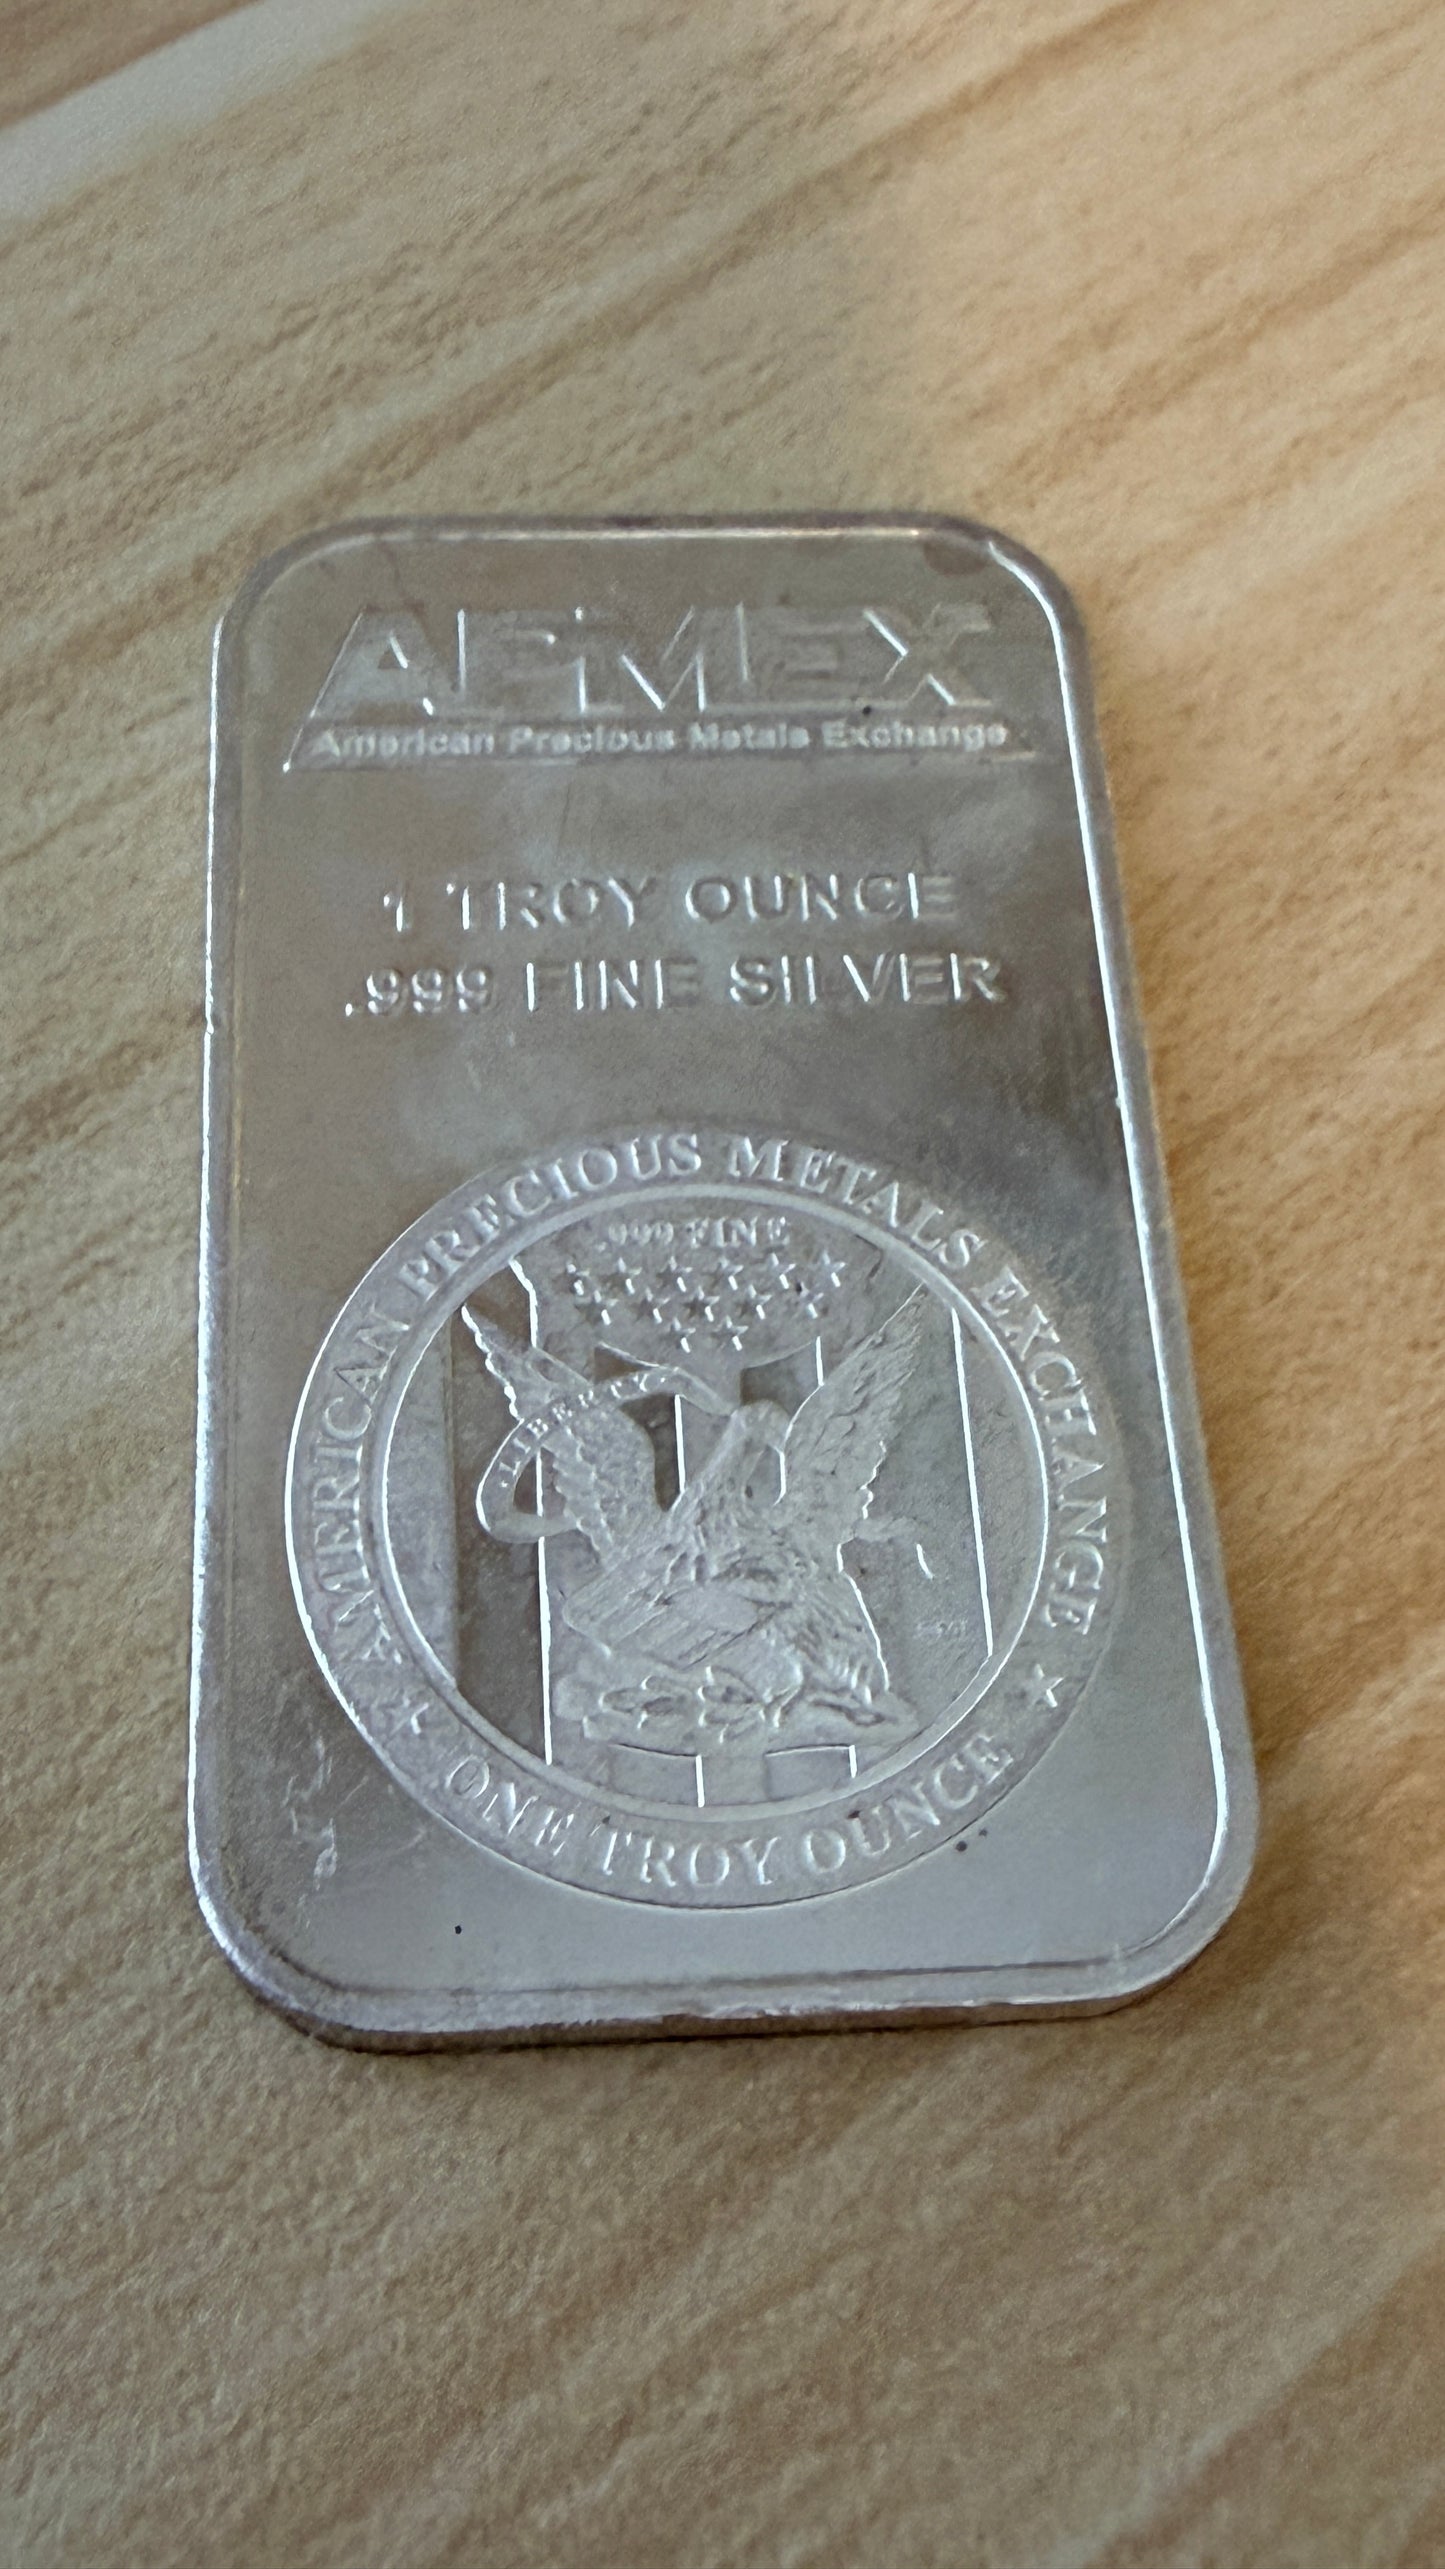 APMEX
American Precious Metals Exchange
1 TROY OUNCE
.999 FINE SILVER
AMERICAN PRECIOUS METALS EXCHANGE
.999 FINE
LIBERTY
ONE TROY OUNCE